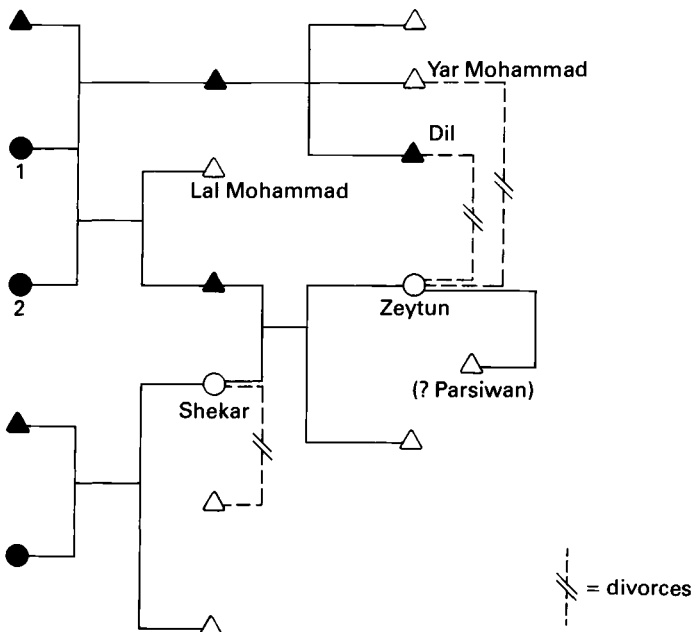 Yar Mohammad
Dil
1
Lal Mohammad
2
Zeytun
(? Parsiwan)
Shekar
= divorces